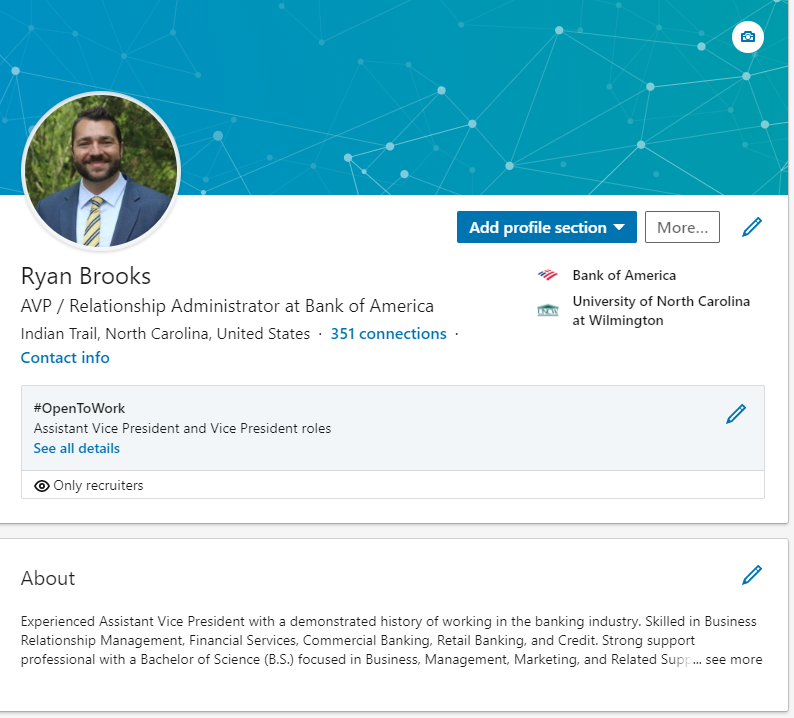 Add profile section
More...
Ryan Brooks
AVP / Relationship Administrator at Bank of America
Indian Trail, North Carolina, United States · 351 connections ·
Contact info
Bank of America
UNCW
University of North Carolina
at Wilmington
#OpenToWork
Assistant Vice President and Vice President roles
See all details
Only recruiters
About
Experienced Assistant Vice President with a demonstrated history of working in the banking industry. Skilled in Business
Relationship Management, Financial Services, Commercial Banking, Retail Banking, and Credit. Strong support
professional with a Bachelor of Science (B.S.) focused in Business, Management, Marketing, and Related Supp... see more